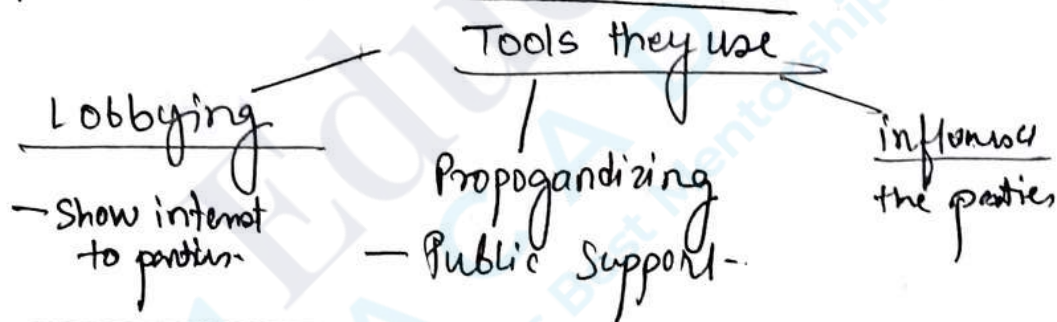 Tools they use
Lobbying
- Show interest
to parties.
Propogandizing
- Public Support -
influence
the parties